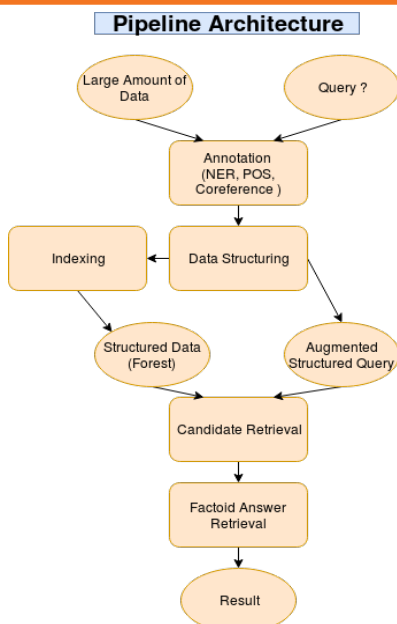 Pipeline Architecture
Large Amount of
Data
Query ?
Annotation
(NER, POS,
Coreference )
Indexing
Data Structuring
Structured Data
(Forest)
Augmented
Structured Query
Candidate Retrieval
Factoid Answer
Retrieval
Result